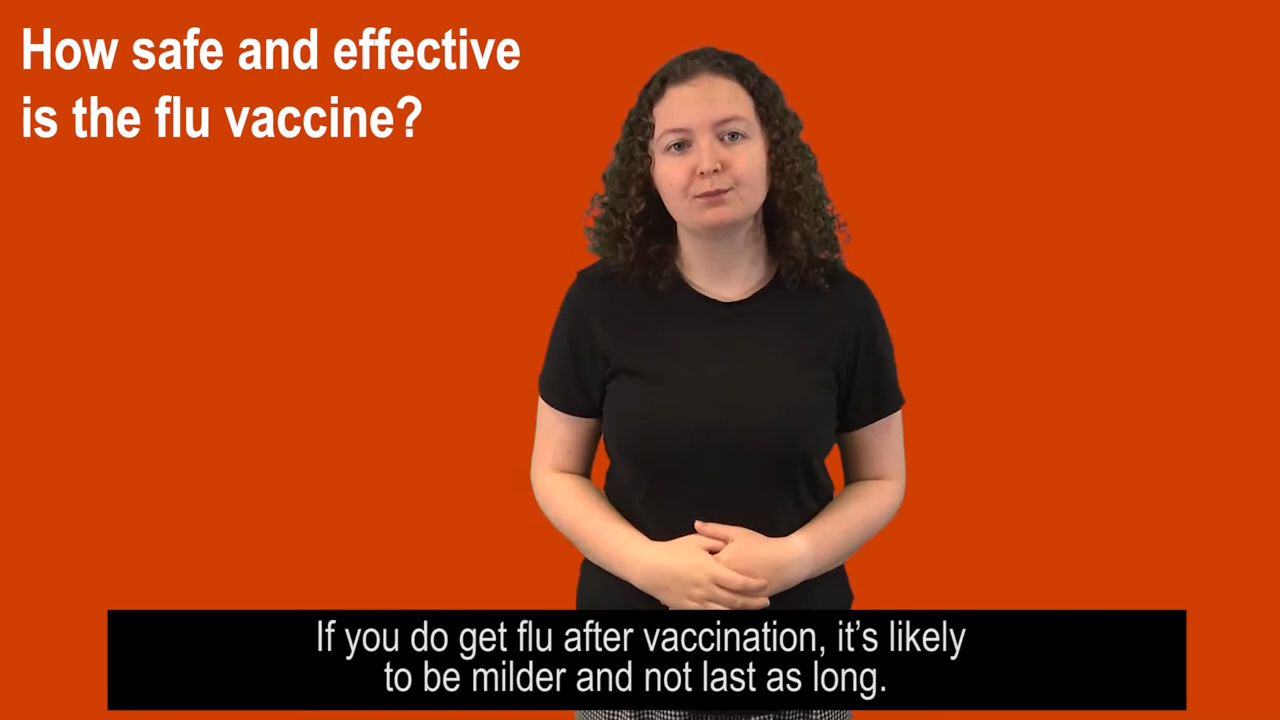 How safe and effective
is the flu vaccine?
If you do get flu after vaccination, it’s likely
to be milder and not last as long.